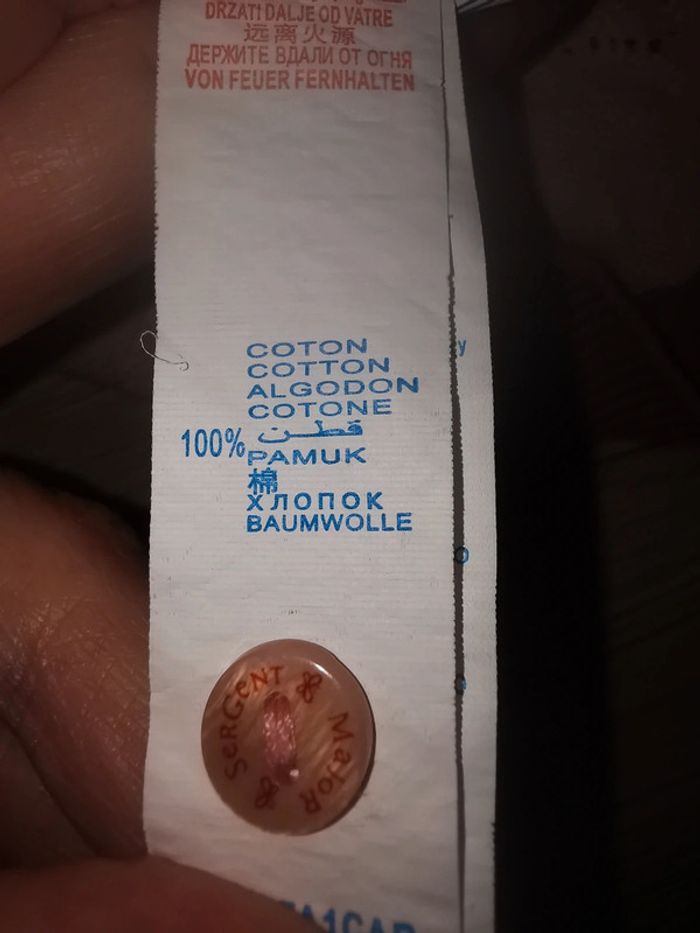 DRZATI DALJE OD VATRE
远离火源
ДЕРЖИТЕ ВДАЛИ ОТ ОГНЯ
VON FEUER FERNHALTEN
COTON
COTTON
ALGODON
COTONE
100% قطن
PAMUK
棉
ХЛОПОК
BAUMWOLLE
SERGENT MAJOR